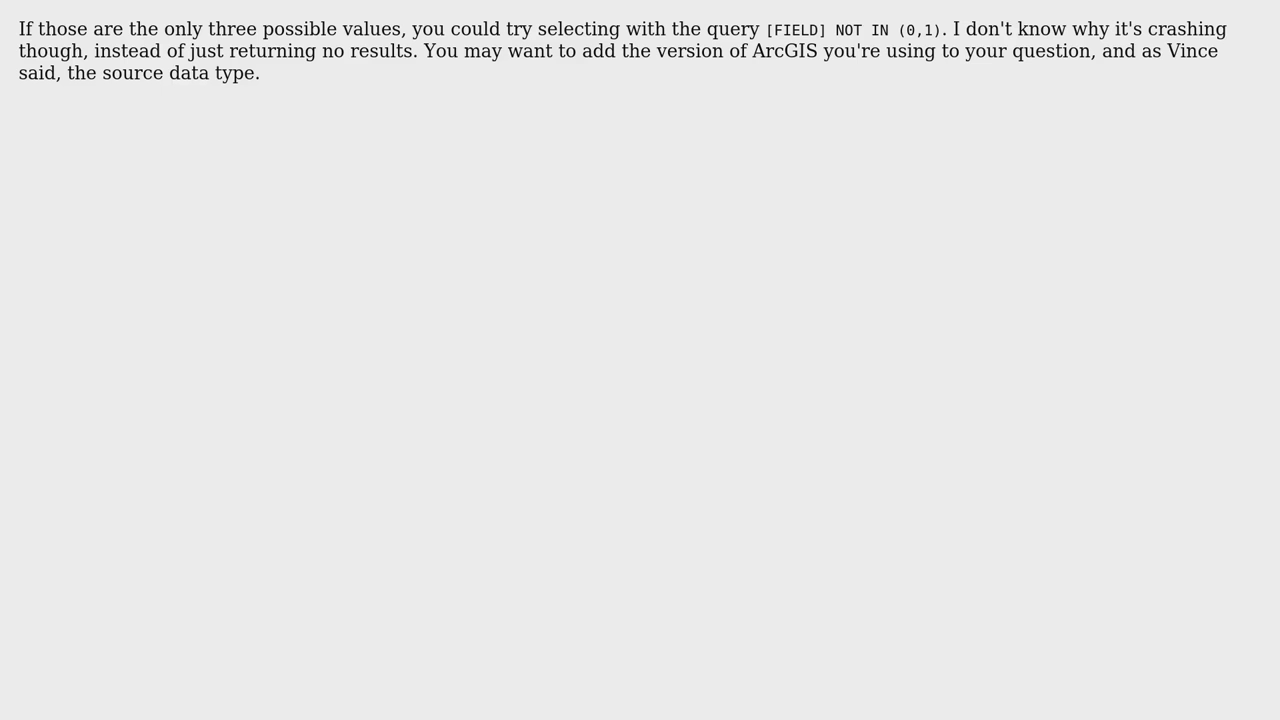 If those are the only three possible values, you could try selecting with the query [FIELD] NOT IN (0,1). I don't know why it's crashing
though, instead of just returning no results. You may want to add the version of ArcGIS you're using to your question, and as Vince
said, the source data type.